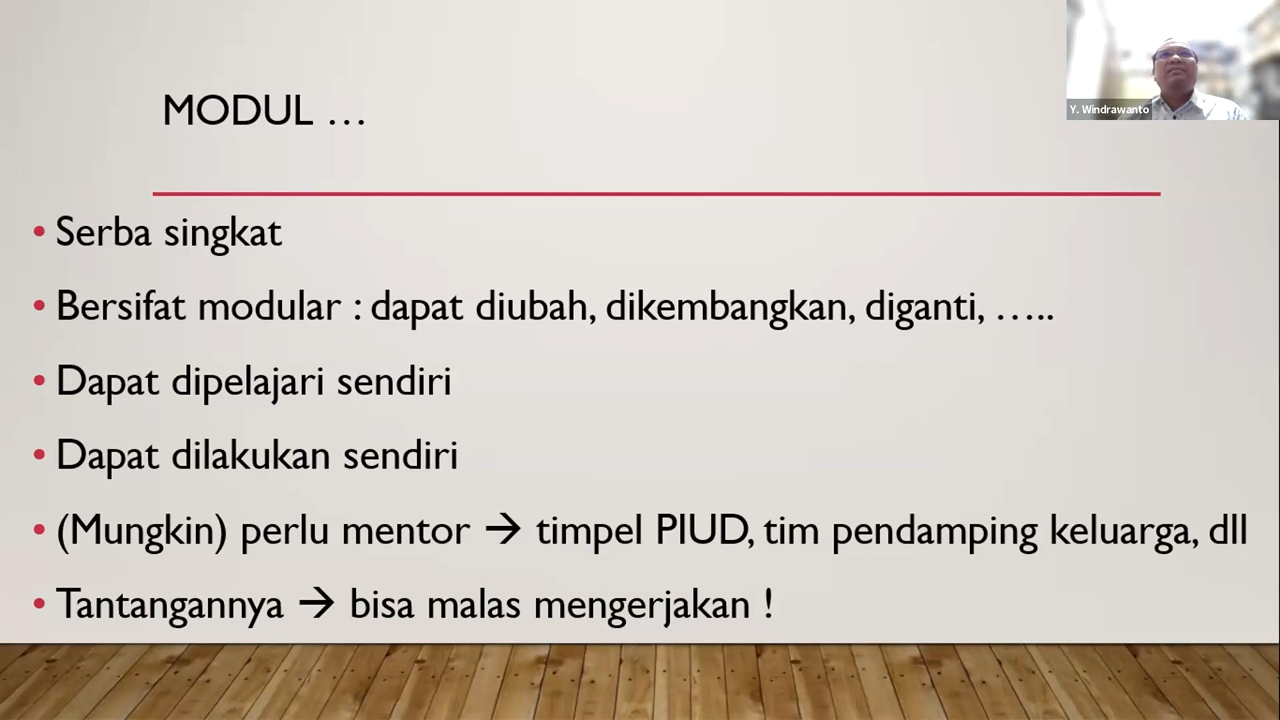 MODUL …
Y. Windrawanto
• Serba singkat
• Bersifat modular : dapat diubah, dikembangkan, diganti, …..
• Dapat dipelajari sendiri
• Dapat dilakukan sendiri
• (Mungkin) perlu mentor → timpel PIUD, tim pendamping keluarga, dll
• Tantangannya → bisa malas mengerjakan !